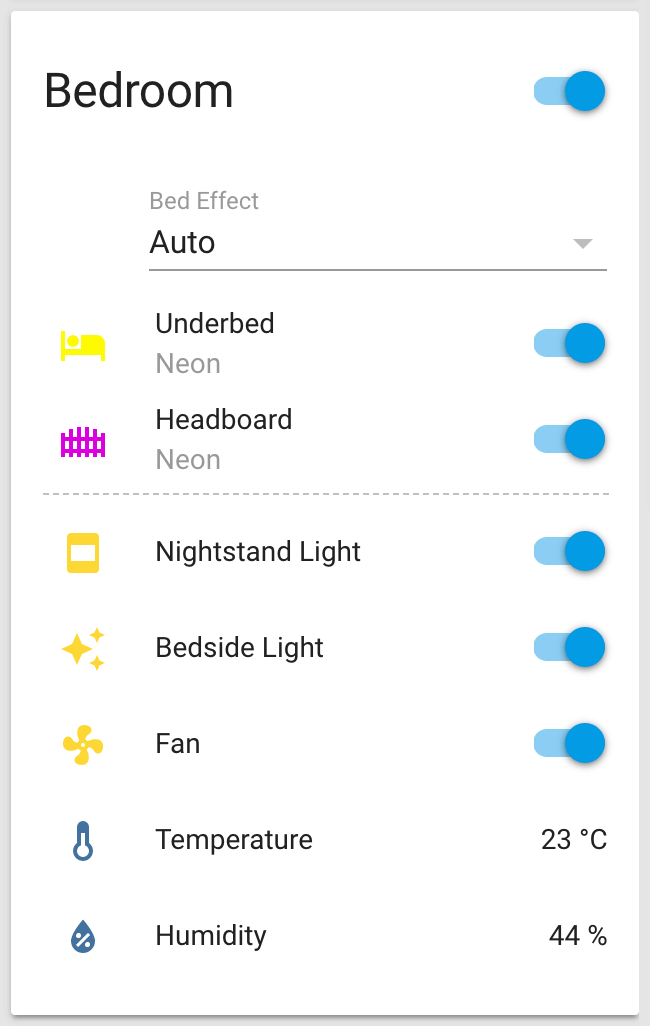 Bedroom
Bed Effect
Auto
Underbed
Neon
Headboard
Neon
Nightstand Light
Bedside Light
Fan
Temperature 23 °C
Humidity 44 %